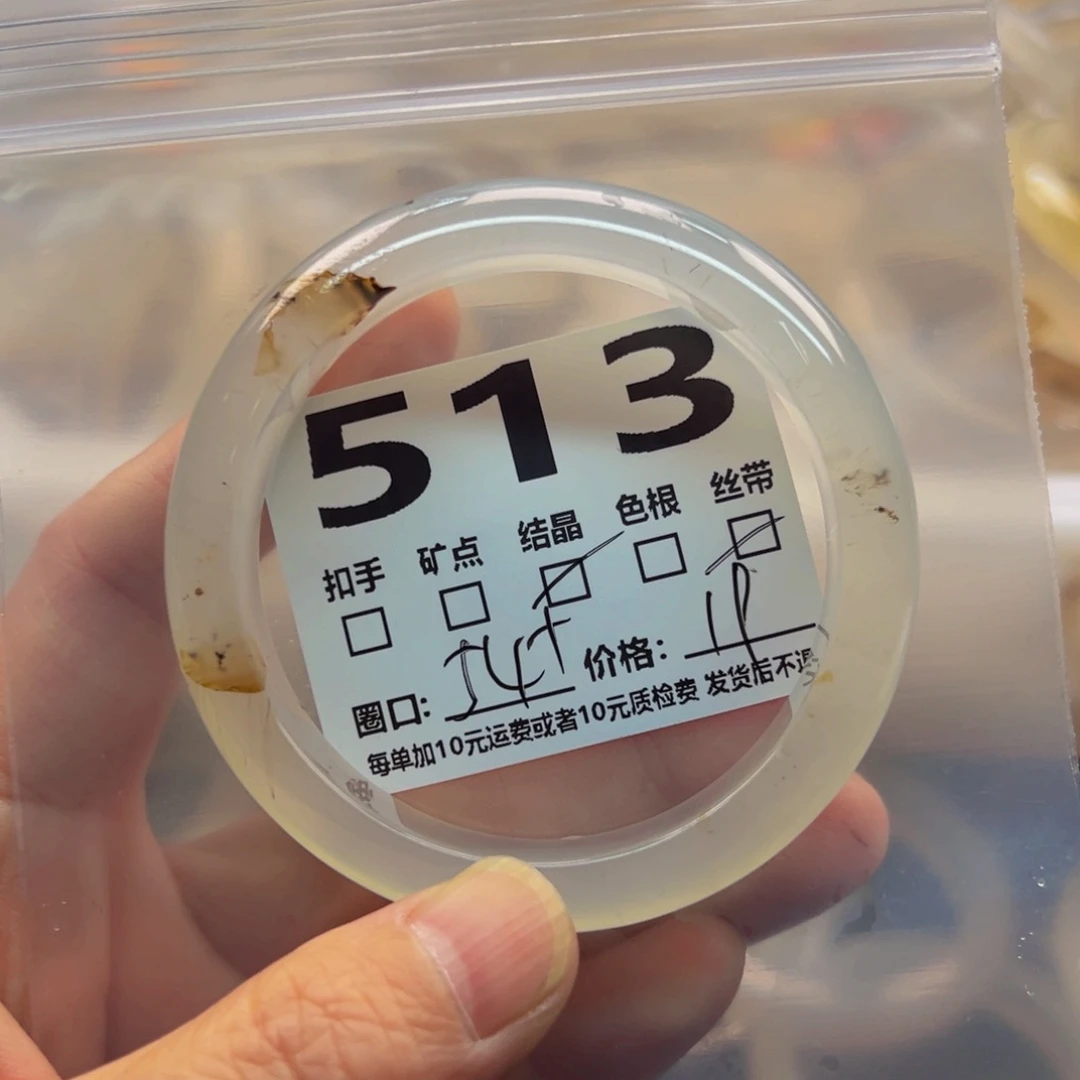 513
扣手 矿点 结晶 色根 丝带
圈口: 价格:
每单加10元运费或者10元质检费 发货后不退